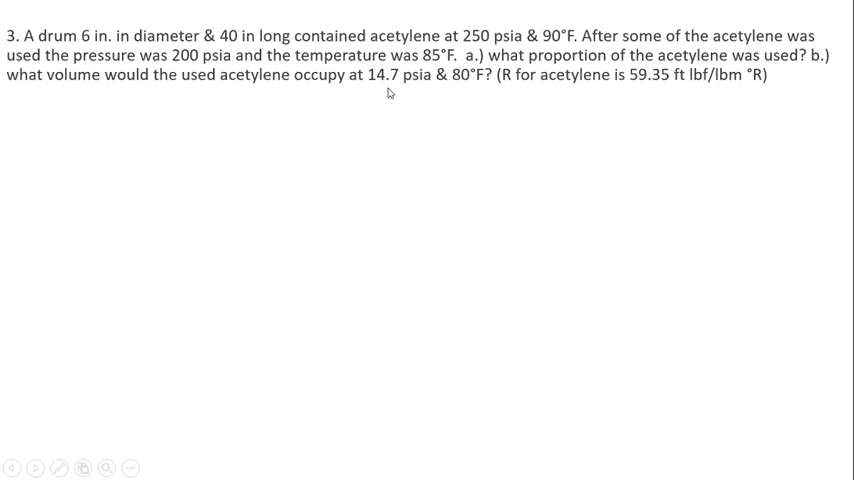 3. A drum 6 in. in diameter & 40 in long contained acetylene at 250 psia & 90°F. After some of the acetylene was
used the pressure was 200 psia and the temperature was 85°F.  a.) what proportion of the acetylene was used? b.)
what volume would the used acetylene occupy at 14.7 psia & 80°F? (R for acetylene is 59.35 ft lbf/lbm °R)